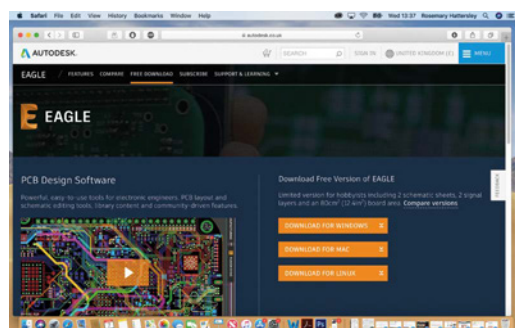 Safari File Edit View History Bookmarks Window Help
Wed 13:37 Rosemary Hattersley
autodesk.co.uk
AUTODESK.
SEARCH
SIGN IN
UNITED KINGDOM (£)
MENU
EAGLE / FEATURES COMPARE FREE DOWNLOAD SUBSCRIBE SUPPORT & LEARNING
EAGLE
PCB Design Software
Powerful, easy-to-use tools for electronic engineers. PCB layout and
schematic editing tools, library content and community-driven features.
Download Free Version of EAGLE
Limited version for hobbyists including 2 schematic sheets, 2 signal
layers and an 80cm² (12.4in²) board area. Compare versions
DOWNLOAD FOR WINDOWS
DOWNLOAD FOR MAC
DOWNLOAD FOR LINUX
FEEDBACK